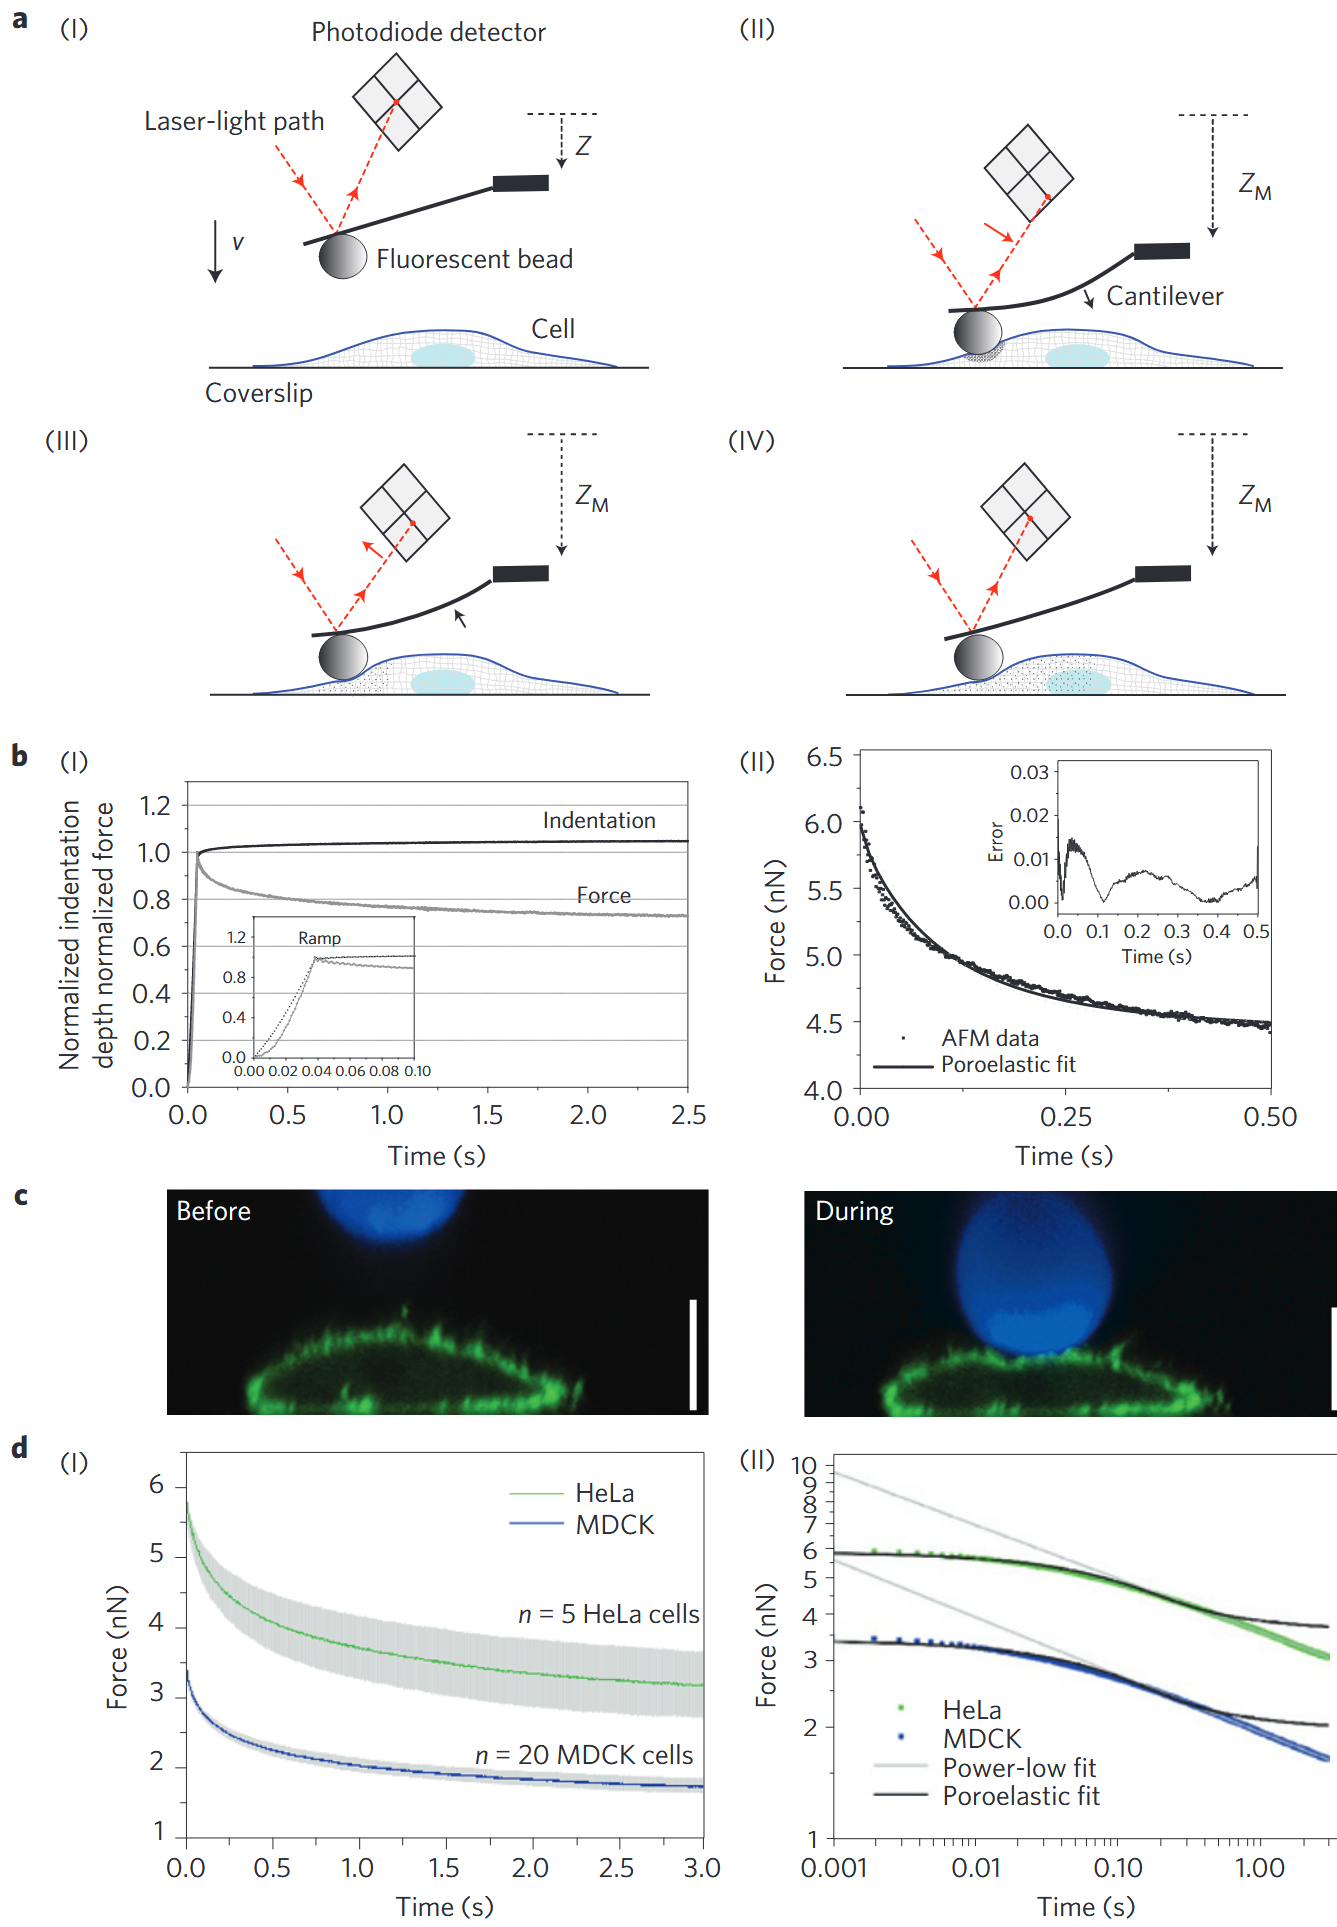 a
(I)
Photodiode detector
Laser-light path
Z
v
Fluorescent bead
Cell
Coverslip
(II)
ZM
Cantilever
(III)
ZM
(IV)
ZM
b
(I)
Normalized indentation
depth normalized force
1.2
1.0
0.8
0.6
0.4
0.2
0.0
Indentation
Force
Ramp
1.2
0.8
0.4
0.0
0.00 0.02 0.04 0.06 0.08 0.10
0.0 0.5 1.0 1.5 2.0 2.5
Time (s)
(II)
Force (nN)
6.5
6.0
5.5
5.0
4.5
4.0
Error
0.03
0.02
0.01
0.00
0.0 0.1 0.2 0.3 0.4 0.5
Time (s)
AFM data
Poroelastic fit
0.00 0.25 0.50
Time (s)
c
Before
During
d
(I)
Force (nN)
6
5
4
3
2
1
HeLa
MDCK
n = 5 HeLa cells
n = 20 MDCK cells
0.0 0.5 1.0 1.5 2.0 2.5 3.0
Time (s)
(II)
Force (nN)
10
9
8
7
6
5
4
3
2
1
HeLa
MDCK
Power-low fit
Poroelastic fit
0.001 0.01 0.10 1.00
Time (s)